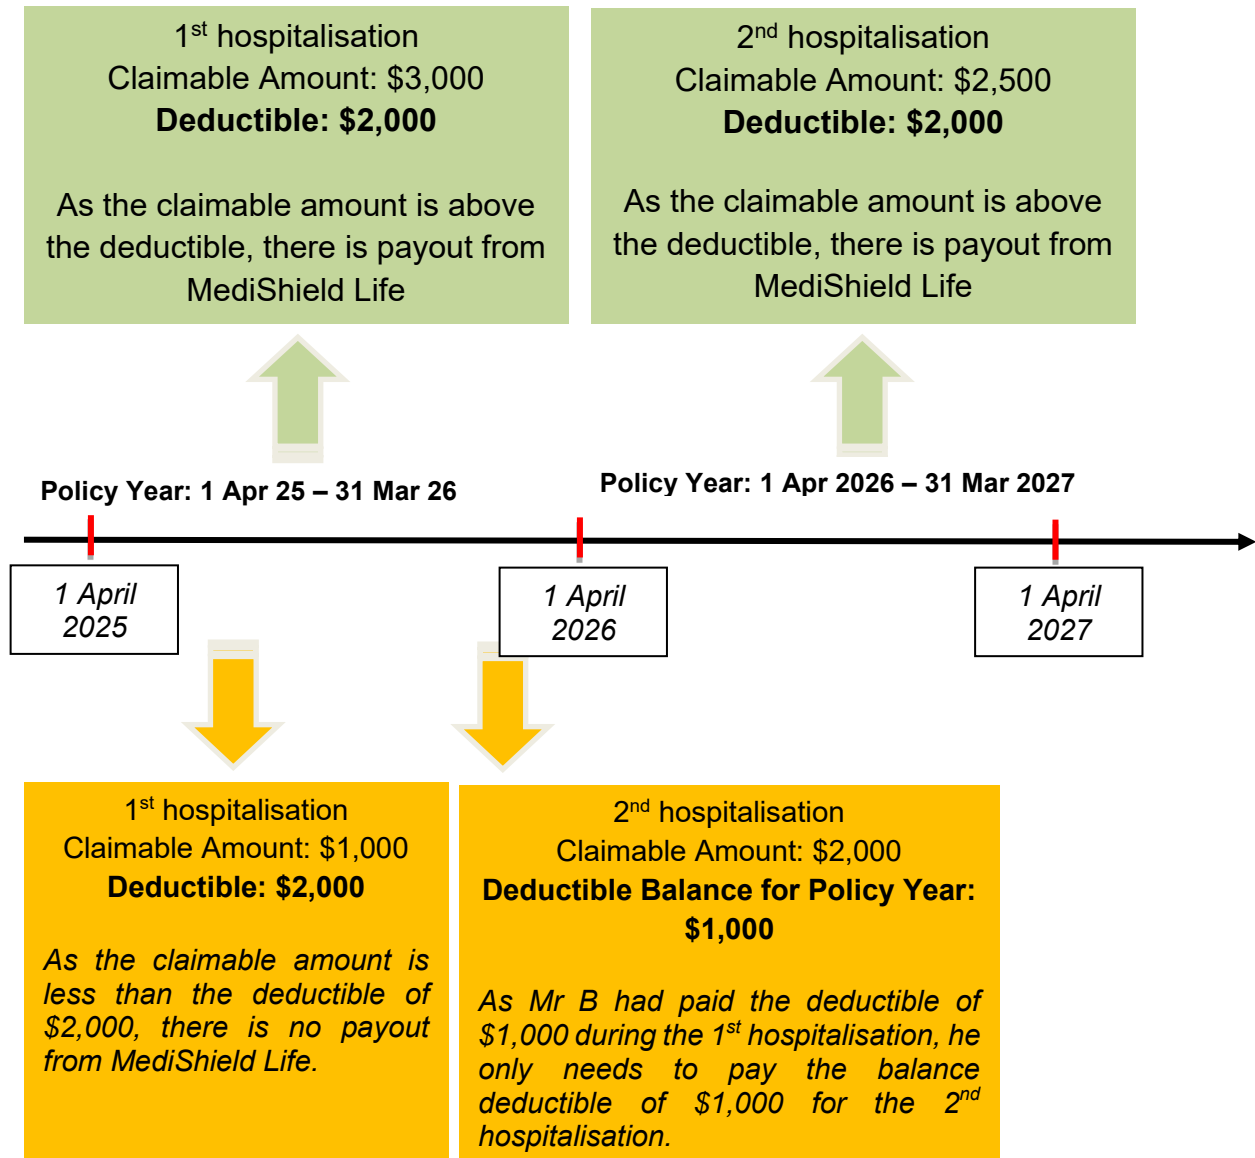 1st hospitalisation
Claimable Amount: $3,000
Deductible: $2,000
As the claimable amount is above
the deductible, there is payout from
MediShield Life
2nd hospitalisation
Claimable Amount: $2,500
Deductible: $2,000
As the claimable amount is above
the deductible, there is payout from
MediShield Life
Policy Year: 1 Apr 25 – 31 Mar 26
Policy Year: 1 Apr 2026 – 31 Mar 2027
1 April
2025
1 April
2026
1 April
2027
1st hospitalisation
Claimable Amount: $1,000
Deductible: $2,000
As the claimable amount is
less than the deductible of
$2,000, there is no payout
from MediShield Life.
2nd hospitalisation
Claimable Amount: $2,000
Deductible Balance for Policy Year:
$1,000
As Mr B had paid the deductible of
$1,000 during the 1st hospitalisation, he
only needs to pay the balance
deductible of $1,000 for the 2nd
hospitalisation.